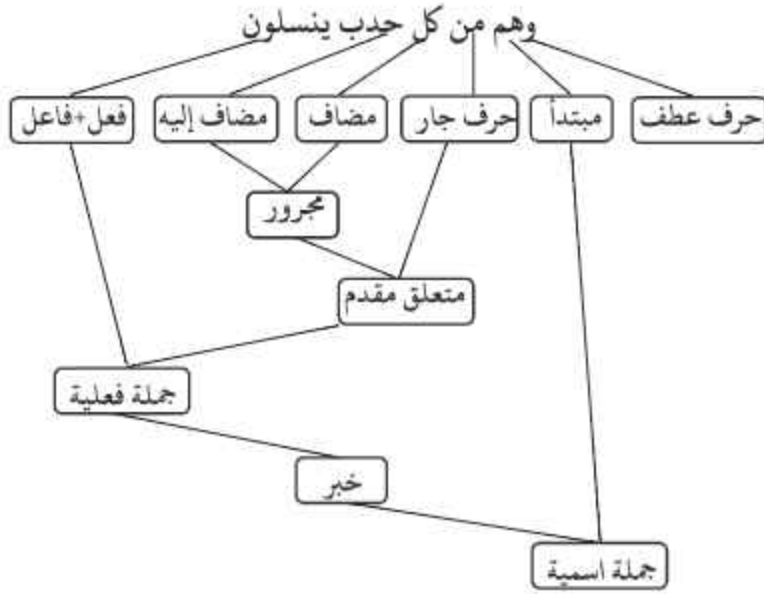 وهم من كل حدب ينسلون
حرف عطف
مبتدأ
حرف جار
مضاف
مضاف إليه
فعل+فاعل
مجرور
متعلق مقدم
جملة فعلية
خبر
جملة اسمية